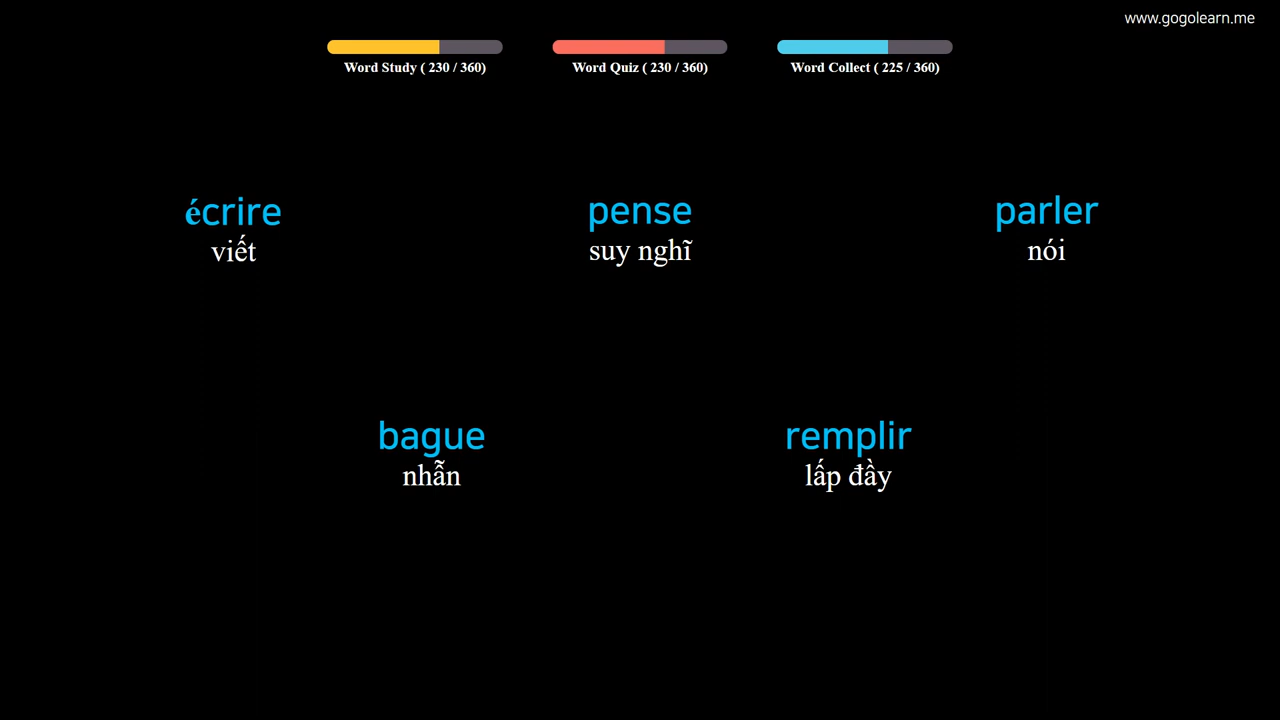 www.gogolearn.me
Word Study ( 230 / 360)
Word Quiz ( 230 / 360)
Word Collect ( 225 / 360)
écrire
viết
pense
suy nghĩ
parler
nói
bague
nhẫn
remplir
lấp đầy